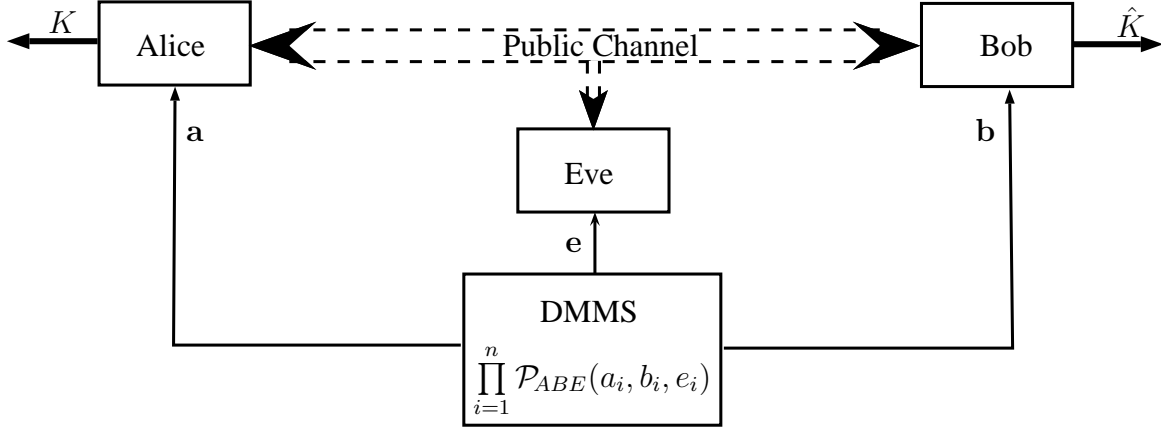 K
Alice
Public Channel
Bob
K̂
a
b
Eve
e
DMMS
∏_{i=1}^{n} 𝒫_{ABE}(a_i, b_i, e_i)